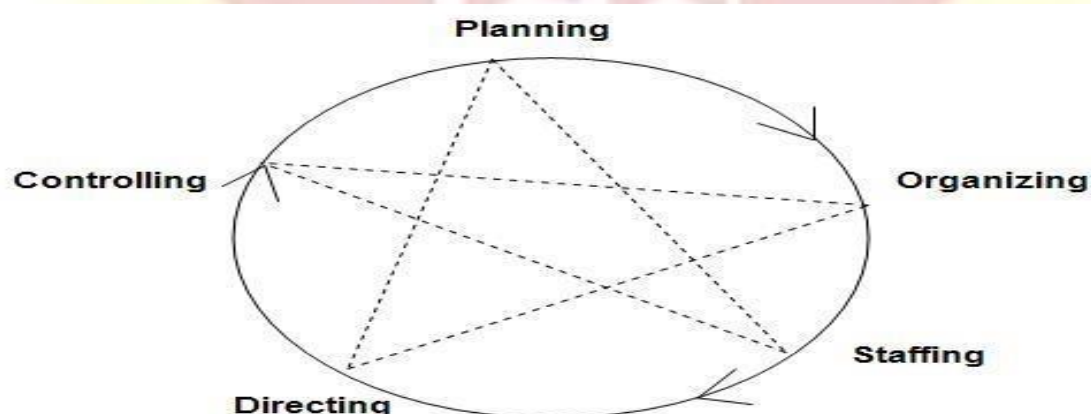 Planning
Controlling
Organizing
Staffing
Directing